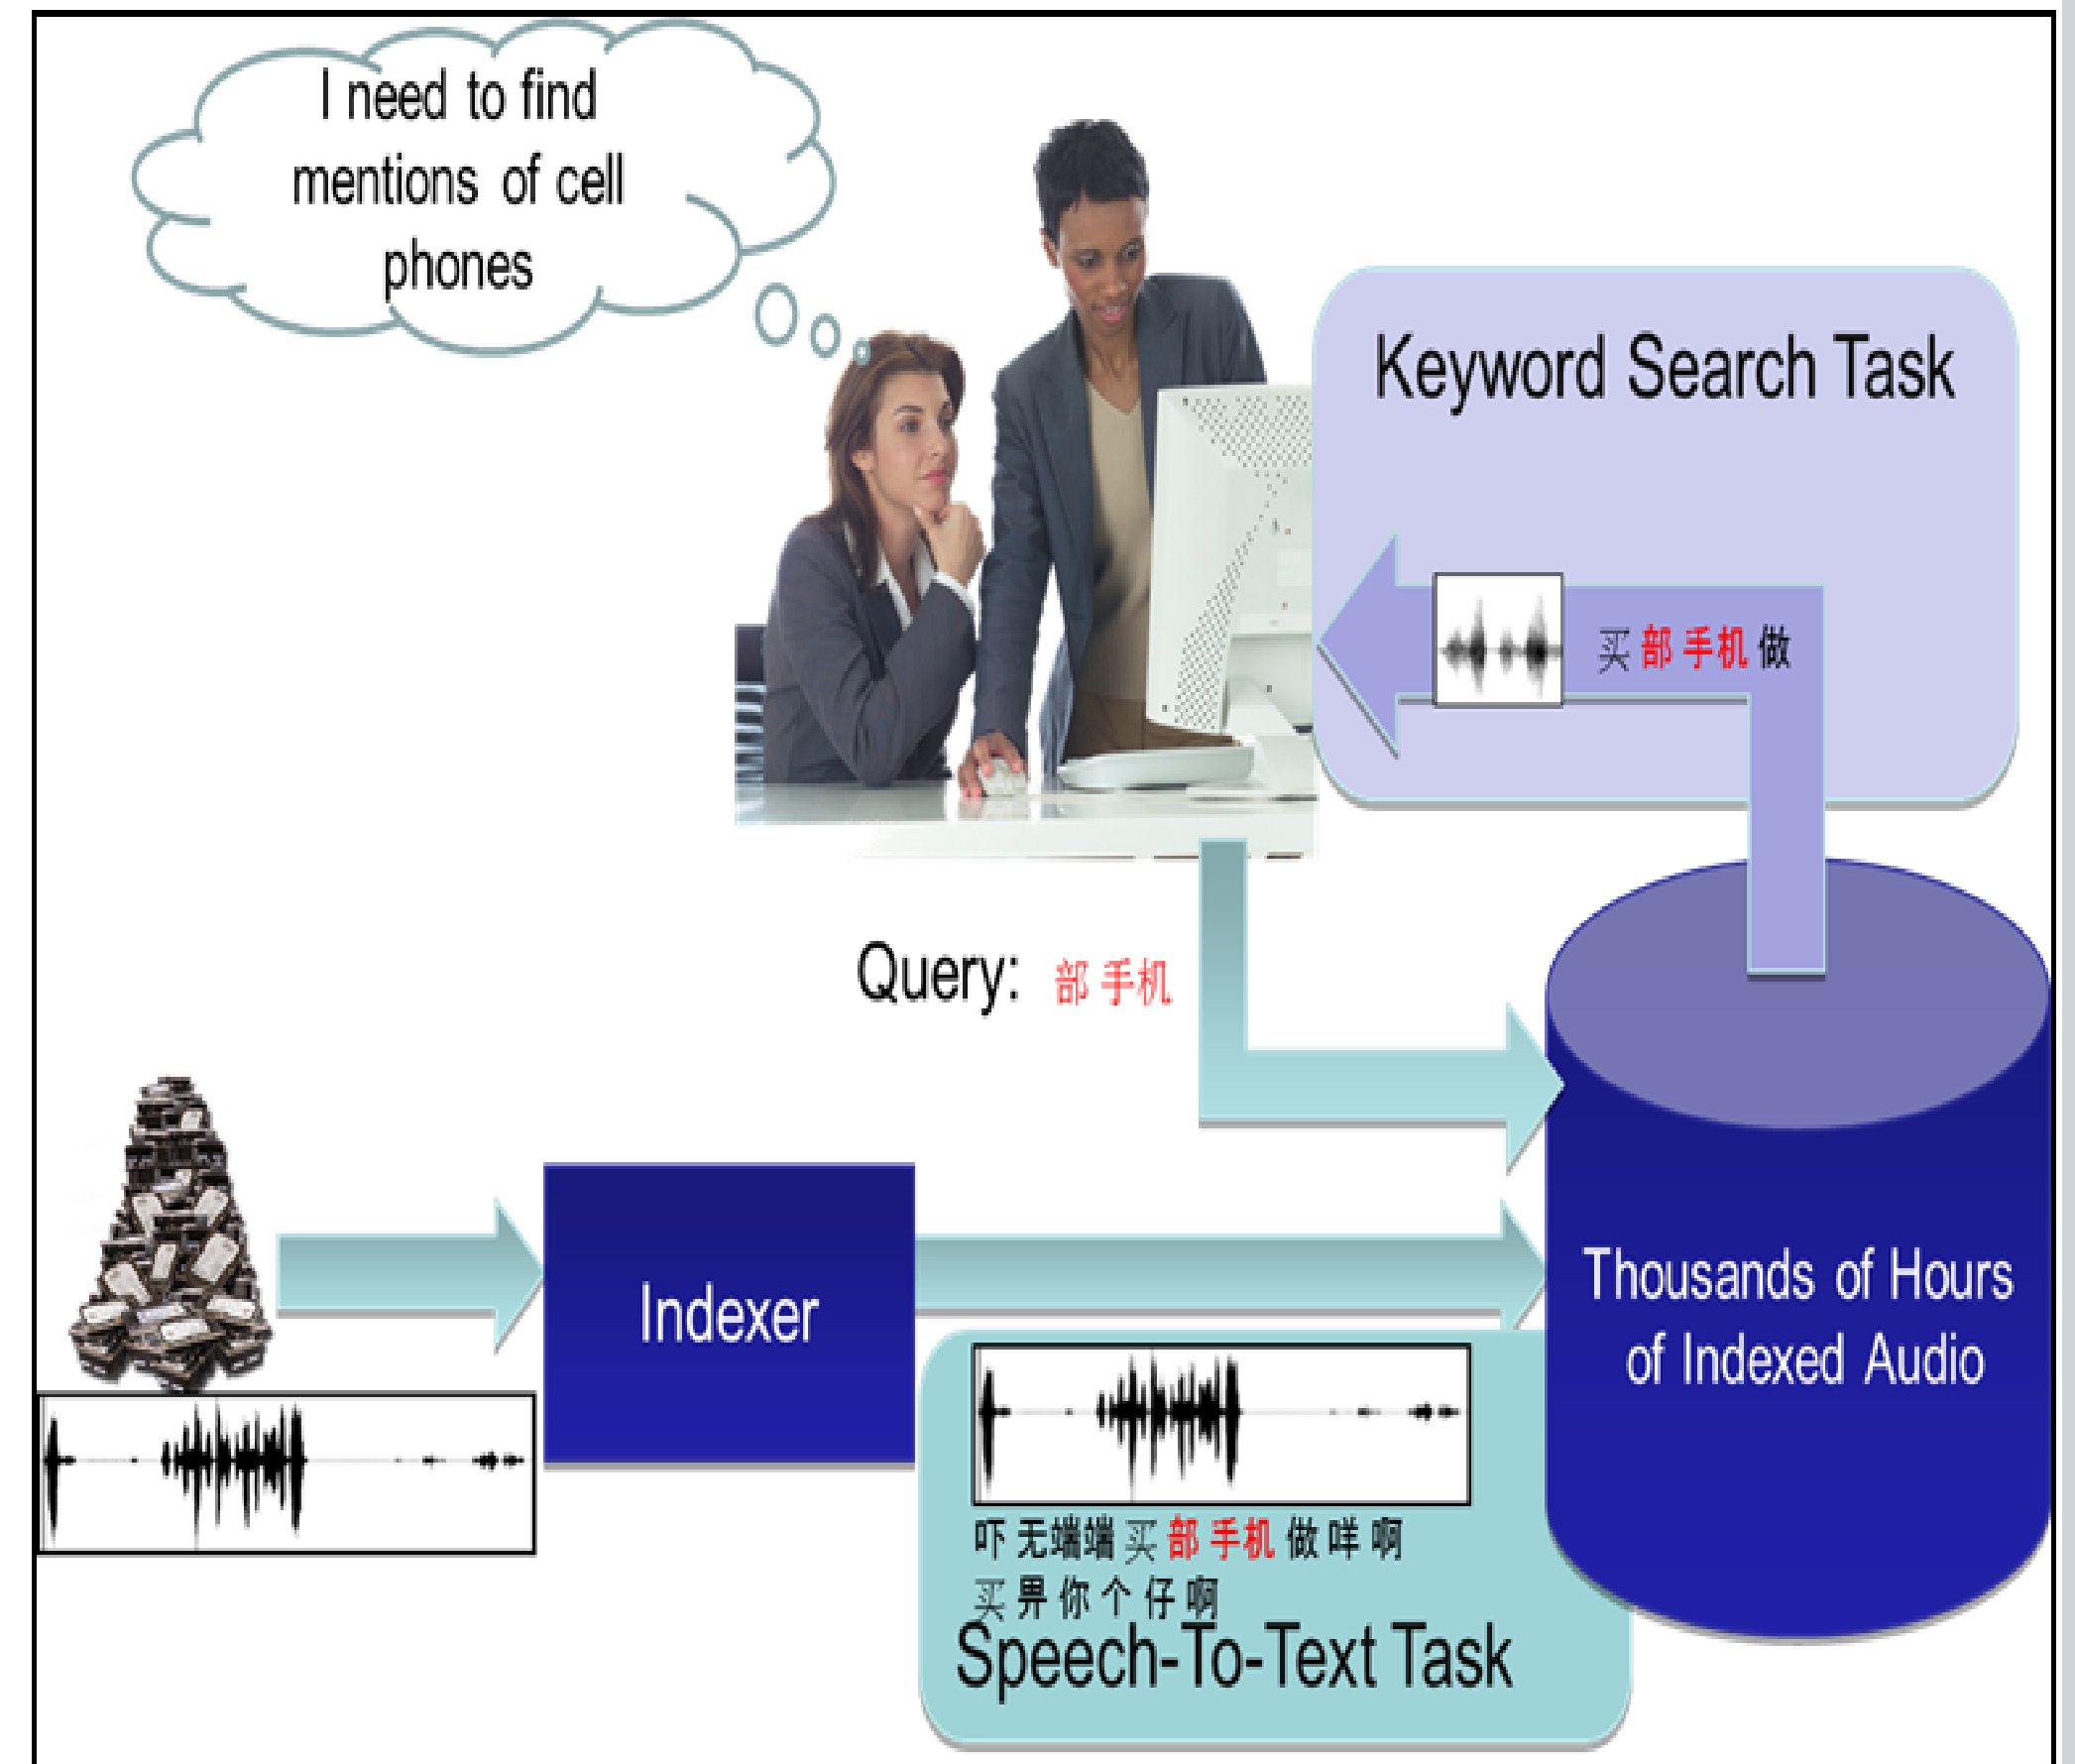 I need to find
mentions of cell
phones
Keyword Search Task
买 部 手机 做
Query: 部 手机
Indexer
Thousands of Hours
of Indexed Audio
吓 无端端 买 部 手机 做 咩 啊
买 畀 你 个 仔 啊
Speech-To-Text Task